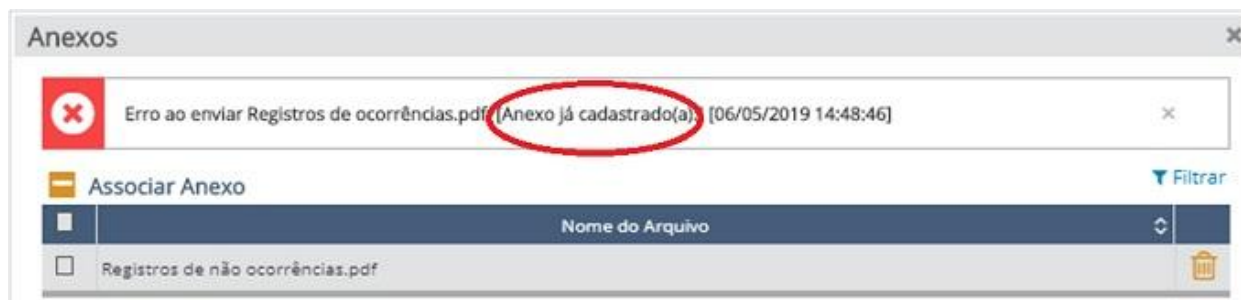 Anexos
Erro ao enviar Registros de ocorrências.pdf [Anexo já cadastrado(a).] [06/05/2019 14:48:46]
Associar Anexo
Filtrar
Nome do Arquivo
Registros de não ocorrências.pdf